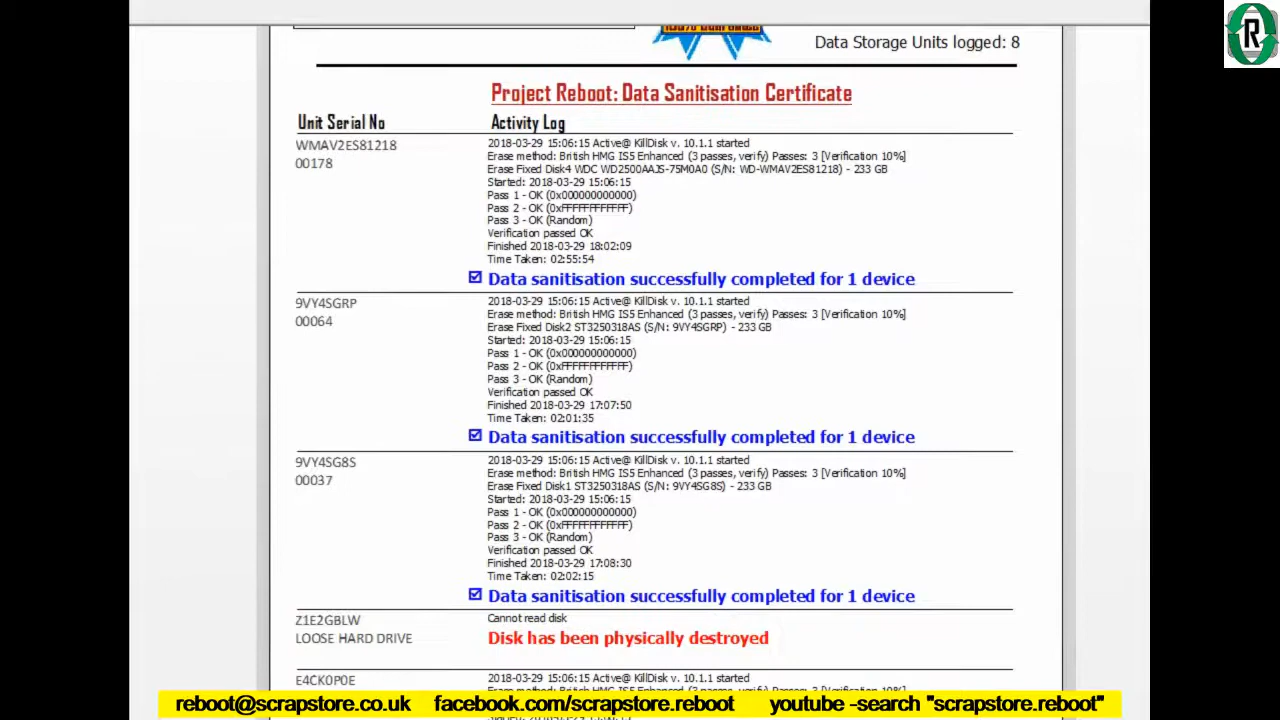 R
Data Storage Units logged: 8
Project Reboot: Data Sanitisation Certificate
Unit Serial No
Activity Log
WMAV2ES81218
00178
2018-03-29 15:06:15 Active@ KillDisk v. 10.1.1 started
Erase method: British HMG IS5 Enhanced (3 passes, verify) Passes: 3 [Verification 10%]
Erase Fixed Disk4 WDC WD2500AAJS-75M0A0 (S/N: WD-WMAV2ES81218) - 233 GB
Started: 2018-03-29 15:06:15
Pass 1 - OK (0x000000000000)
Pass 2 - OK (0xFFFFFFFFFFFF)
Pass 3 - OK (Random)
Verification passed OK
Finished 2018-03-29 18:02:09
Time Taken: 02:55:54
Data sanitisation successfully completed for 1 device
9VY4SGRP
00064
2018-03-29 15:06:15 Active@ KillDisk v. 10.1.1 started
Erase method: British HMG IS5 Enhanced (3 passes, verify) Passes: 3 [Verification 10%]
Erase Fixed Disk2 ST3250318AS (S/N: 9VY4SGRP) - 233 GB
Started: 2018-03-29 15:06:15
Pass 1 - OK (0x000000000000)
Pass 2 - OK (0xFFFFFFFFFFFF)
Pass 3 - OK (Random)
Verification passed OK
Finished 2018-03-29 17:07:50
Time Taken: 02:01:35
Data sanitisation successfully completed for 1 device
9VY4SG8S
00037
2018-03-29 15:06:15 Active@ KillDisk v. 10.1.1 started
Erase method: British HMG IS5 Enhanced (3 passes, verify) Passes: 3 [Verification 10%]
Erase Fixed Disk1 ST3250318AS (S/N: 9VY4SG8S) - 233 GB
Started: 2018-03-29 15:06:15
Pass 1 - OK (0x000000000000)
Pass 2 - OK (0xFFFFFFFFFFFF)
Pass 3 - OK (Random)
Verification passed OK
Finished 2018-03-29 17:08:30
Time Taken: 02:02:15
Data sanitisation successfully completed for 1 device
Z1E2GBLW
LOOSE HARD DRIVE
Cannot read disk
Disk has been physically destroyed
E4CK0P0E
2018-03-29 15:06:15 Active@ KillDisk v. 10.1.1 started
reboot@scrapstore.co.uk facebook.com/scrapstore.reboot youtube -search "scrapstore.reboot"